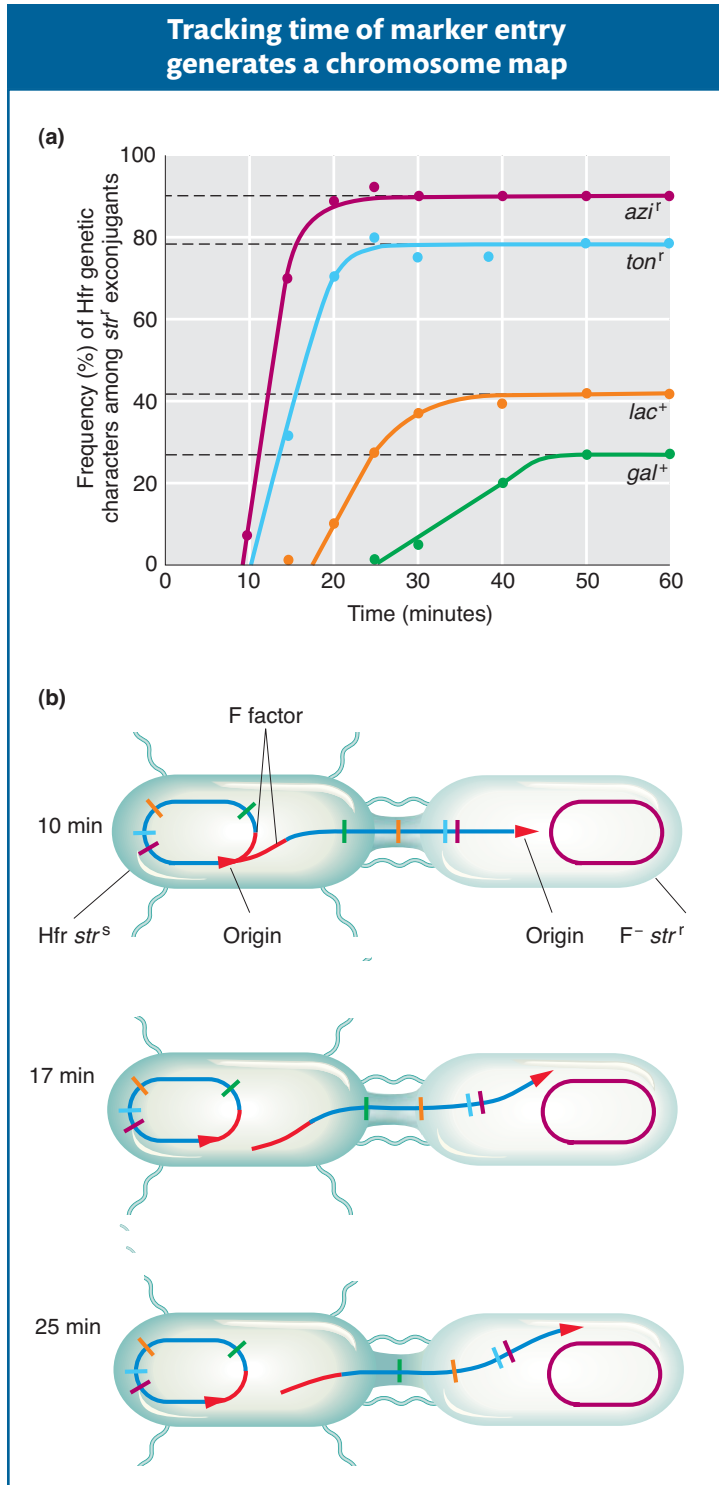 Tracking time of marker entry
generates a chromosome map
(a)
Frequency (%) of Hfr genetic
characters among strʳ exconjugants
100
80
60
40
20
0
aziʳ
tonʳ
lac⁺
gal⁺
0 10 20 30 40 50 60
Time (minutes)
(b)
F factor
10 min
Hfr strˢ
Origin
Origin
F⁻ strʳ
17 min
25 min